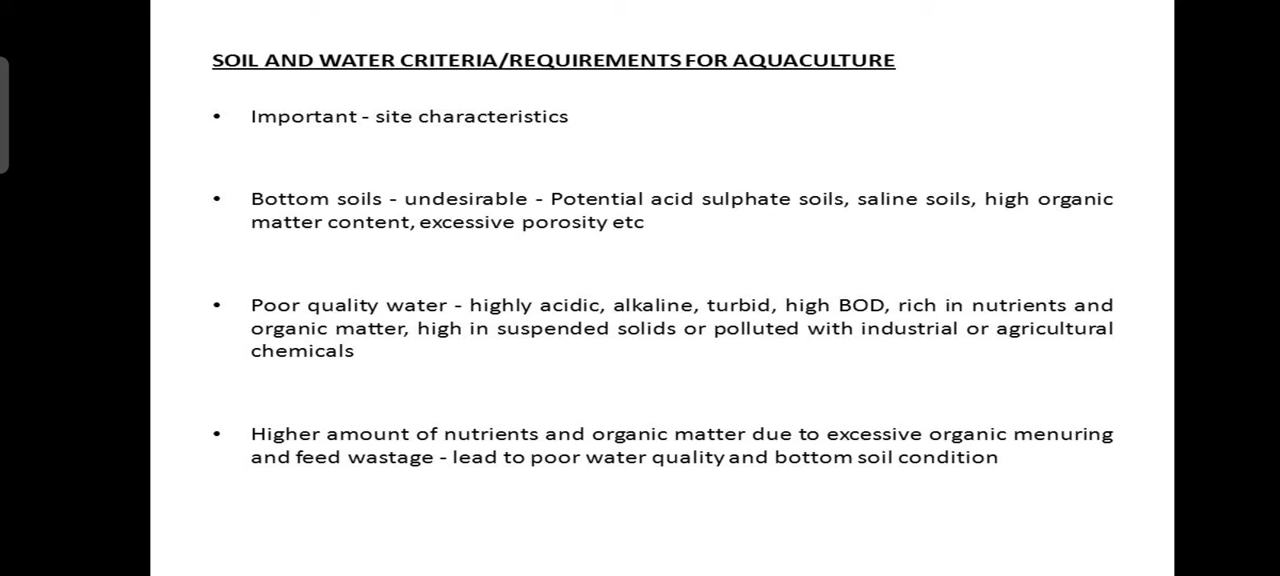 SOIL AND WATER CRITERIA/REQUIREMENTS FOR AQUACULTURE
• Important - site characteristics
• Bottom soils - undesirable - Potential acid sulphate soils, saline soils, high organic
matter content, excessive porosity etc
• Poor quality water - highly acidic, alkaline, turbid, high BOD, rich in nutrients and
organic matter, high in suspended solids or polluted with industrial or agricultural
chemicals
• Higher amount of nutrients and organic matter due to excessive organic menuring
and feed wastage - lead to poor water quality and bottom soil condition